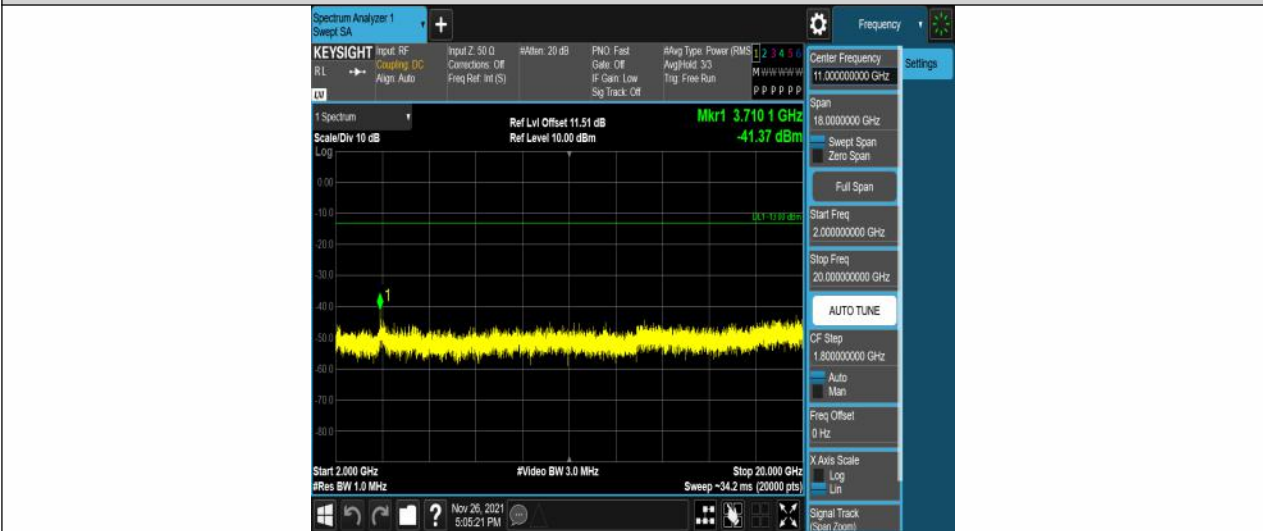 Spectrum Analyzer 1
Swept SA
Frequency
KEYSIGHT
RL
LV
Input: RF
Coupling: DC
Align: Auto
Input Z: 50 Ω
Corrections: Off
Freq Ref: Int (S)
#Atten: 20 dB
PNO: Fast
Gate: Off
IF Gain: Low
Sig Track: Off
#Avg Type: Power (RMS
Avg|Hold: 3/3
Trig: Free Run
1 2 3 4 5 6
M W W W W W
P P P P P P
1 Spectrum
Scale/Div 10 dB
Log
Ref Lvl Offset 11.51 dB
Ref Level 10.00 dBm
Mkr1 3.710 1 GHz
-41.37 dBm
0.00
-10.0
-20.0
-30.0
-40.0
-50.0
-60.0
-70.0
-80.0
DL1 -13.00 dBm
1
Start 2.000 GHz
#Res BW 1.0 MHz
#Video BW 3.0 MHz
Stop 20.000 GHz
Sweep ~34.2 ms (20000 pts)
Center Frequency
11.000000000 GHz
Settings
Span
18.0000000 GHz
Swept Span
Zero Span
Full Span
Start Freq
2.000000000 GHz
Stop Freq
20.000000000 GHz
AUTO TUNE
CF Step
1.800000000 GHz
Auto
Man
Freq Offset
0 Hz
X Axis Scale
Log
Lin
Signal Track
(Span Zoom)
?
Nov 26, 2021
5:05:21 PM